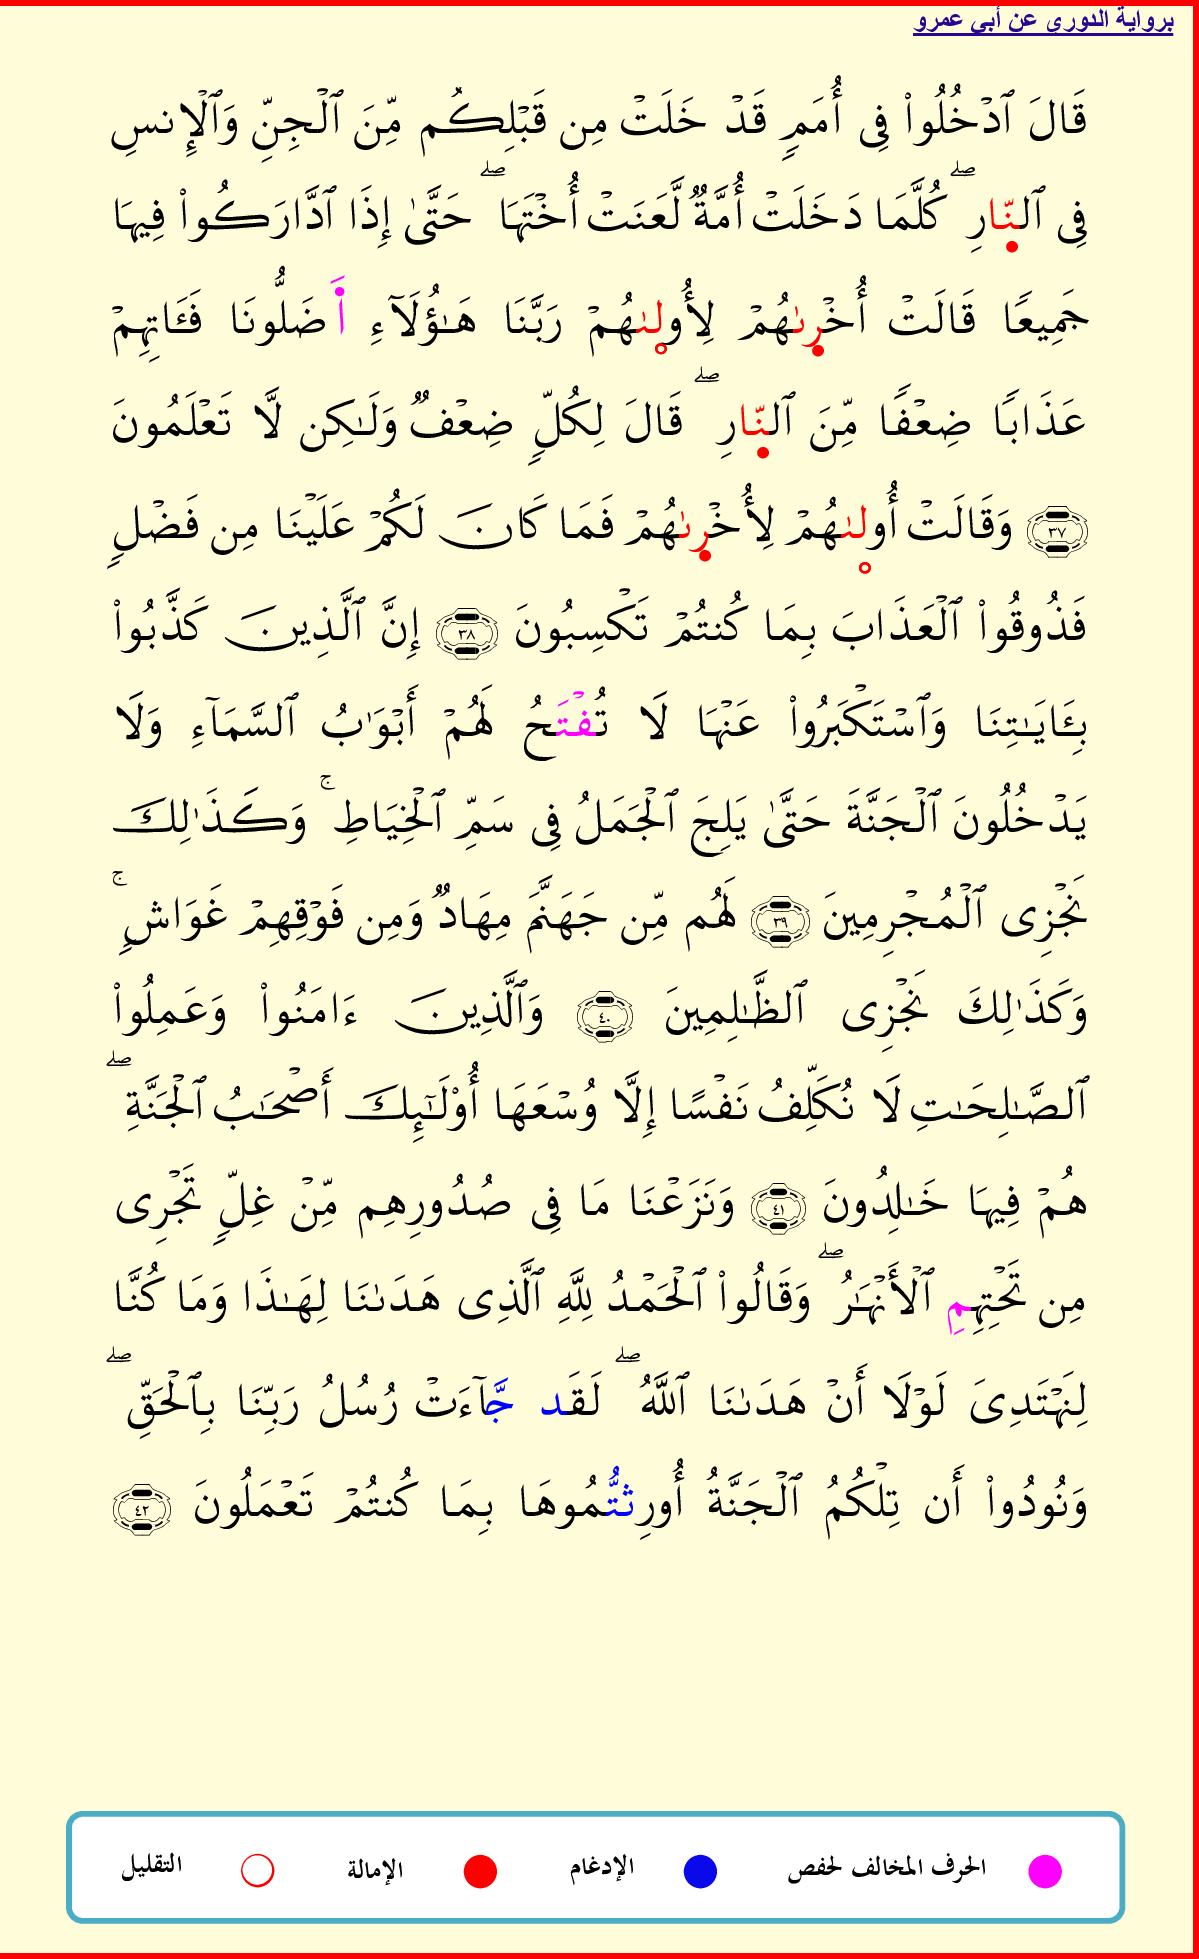 برواية الدوري عن أبي عمرو
قَالَ ٱدۡخُلُواْ فِى أُمَمٖ قَدۡ خَلَتۡ مِن قَبۡلِكُم مِّنَ ٱلۡجِنِّ وَٱلۡإِنسِ
فِى ٱلنّ۪ارِۖ كُلَّمَا دَخَلَتۡ أُمَّةٞ لَّعَنَتۡ أُخۡتَهَاۖ حَتَّىٰ إِذَا ٱدَّارَكُواْ فِيهَا
جَمِيعٗا قَالَتۡ أُخۡر۪ىٰهُمۡ لِأُول۪ىٰهُمۡ رَبَّنَا هَـٰٓؤُلَآءِ أَضَلُّونَا فَـَٔاتِهِمۡ
عَذَابٗا ضِعۡفٗا مِّنَ ٱلنّ۪ارِۖ قَالَ لِكُلّٖ ضِعۡفٞ وَلَـٰكِن لَّا تَعۡلَمُونَ
٣٧ وَقَالَتۡ أُول۪ىٰهُمۡ لِأُخۡر۪ىٰهُمۡ فَمَا كَانَ لَكُمۡ عَلَيۡنَا مِن فَضۡلٖ
فَذُوقُواْ ٱلۡعَذَابَ بِمَا كُنتُمۡ تَكۡسِبُونَ ٣٨ إِنَّ ٱلَّذِينَ كَذَّبُواْ
بِـَٔايَـٰتِنَا وَٱسۡتَكۡبَرُواْ عَنۡهَا لَا تُفۡتَحُ لَهُمۡ أَبۡوَٰبُ ٱلسَّمَآءِ وَلَا
يَدۡخُلُونَ ٱلۡجَنَّةَ حَتَّىٰ يَلِجَ ٱلۡجَمَلُ فِى سَمِّ ٱلۡخِيَاطِۚ وَكَذَٰلِكَ
نَجۡزِى ٱلۡمُجۡرِمِينَ ٣٩ لَهُم مِّن جَهَنَّمَ مِهَادٞ وَمِن فَوۡقِهِمۡ غَوَاشٖۚ
وَكَذَٰلِكَ نَجۡزِى ٱلظَّـٰلِمِينَ ٤٠ وَٱلَّذِينَ ءَامَنُواْ وَعَمِلُواْ
ٱلصَّـٰلِحَـٰتِ لَا نُكَلِّفُ نَفۡسًا إِلَّا وُسۡعَهَا أُوْلَـٰٓئِكَ أَصۡحَـٰبُ ٱلۡجَنَّةِۖ
هُمۡ فِيهَا خَـٰلِدُونَ ٤١ وَنَزَعۡنَا مَا فِى صُدُورِهِم مِّنۡ غِلّٖ تَجۡرِى
مِن تَحۡتِهِمِ ٱلۡأَنۡهَـٰرُۖ وَقَالُواْ ٱلۡحَمۡدُ لِلَّهِ ٱلَّذِى هَدَىٰنَا لِهَـٰذَا وَمَا كُنَّا
لِنَهۡتَدِىَ لَوۡلَا أَنۡ هَدَىٰنَا ٱللَّهُۖ لَقَد جَّآءَتۡ رُسُلُ رَبِّنَا بِٱلۡحَقِّۖ
وَنُودُواْ أَن تِلۡكُمُ ٱلۡجَنَّةُ أُورِثتُّمُوهَا بِمَا كُنتُمۡ تَعۡمَلُونَ ٤٢
الحرف المخالف لحفص الإدغام الإمالة التقليل